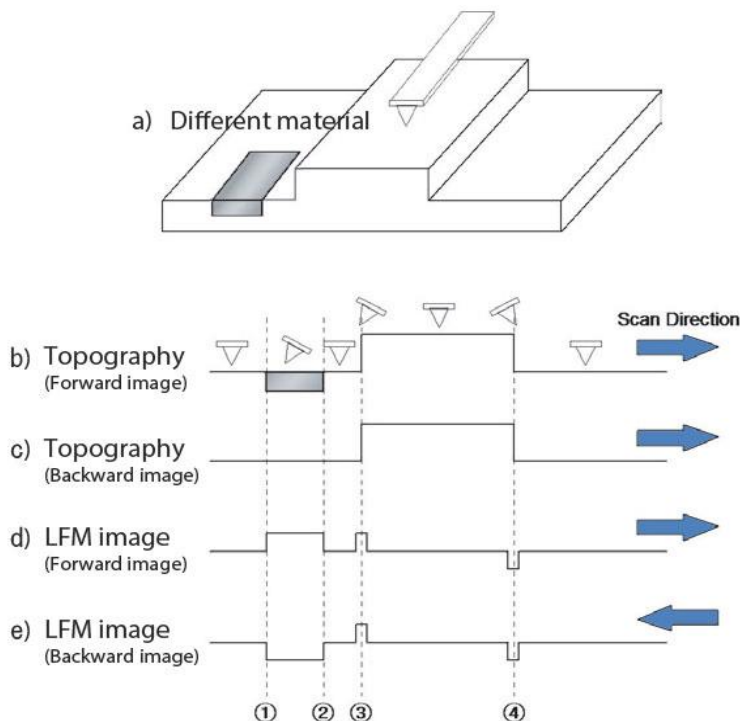 a) Different material
Scan Direction
b) Topography
(Forward image)
c) Topography
(Backward image)
d) LFM image
(Forward image)
e) LFM image
(Backward image)
① ② ③ ④